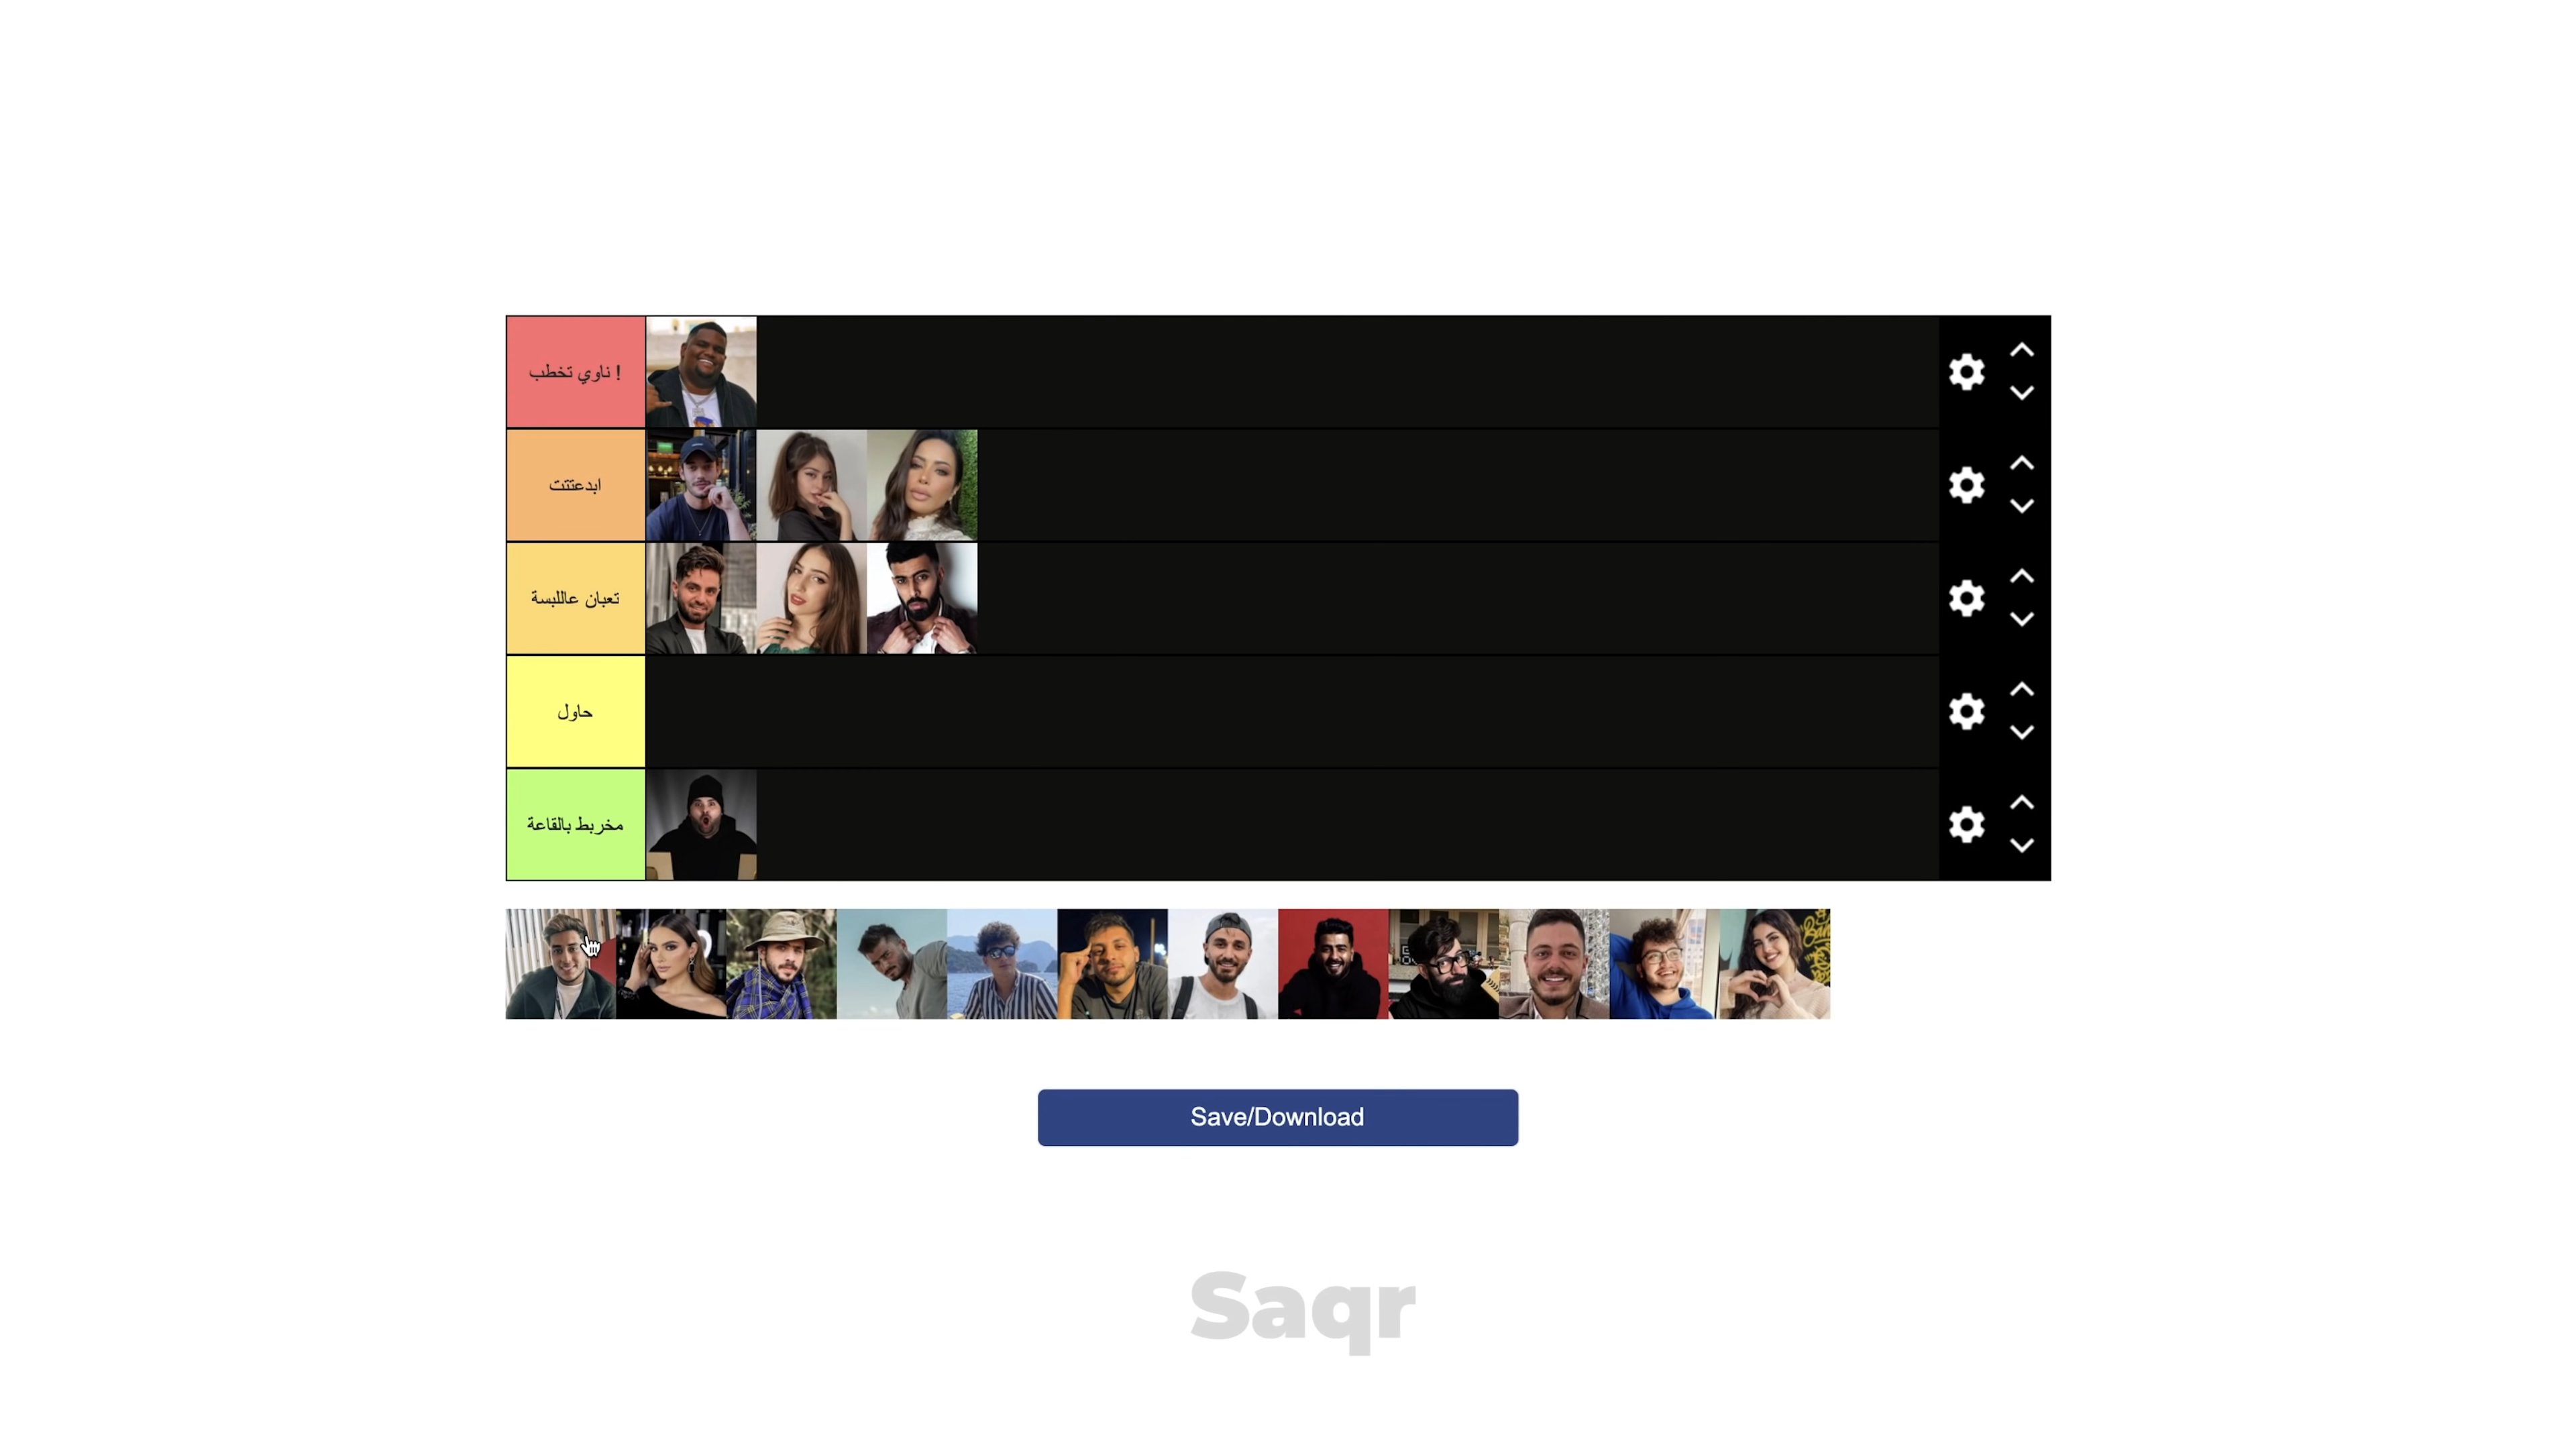 ناوي تخطب !
ابدعتتت
تعبان عاللبسة
حاول
مخربط بالقاعة
Save/Download
Saqr